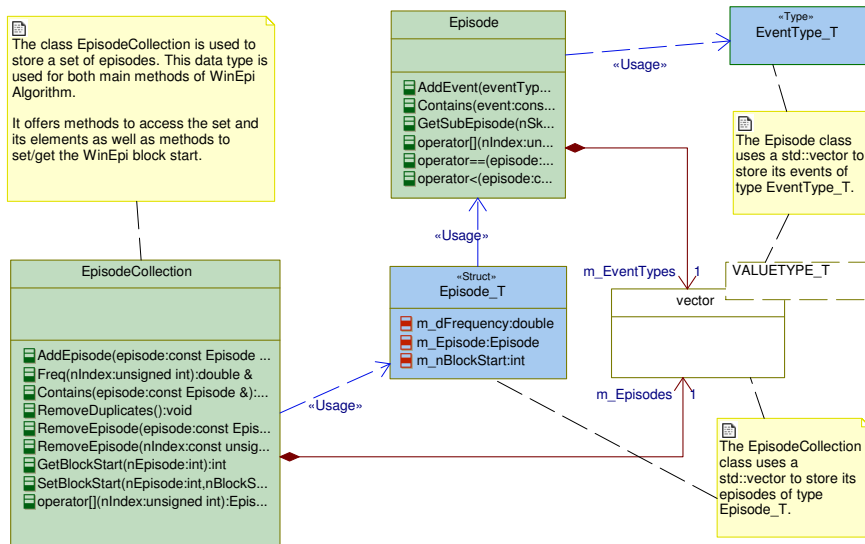 The class EpisodeCollection is used to
store a set of episodes. This data type is
used for both main methods of WinEpi
Algorithm.
It offers methods to access the set and
its elements as well as methods to
set/get the WinEpi block start.
Episode
AddEvent(eventTyp...
Contains(event:cons...
GetSubEpisode(nSk...
operator[](nIndex:un...
operator==(episode:...
operator<(episode:c...
«Usage»
«Type»
EventType_T
The Episode class
uses a std::vector to
store its events of
type EventType_T.
«Usage»
EpisodeCollection
AddEpisode(episode:const Episode ...
Freq(nIndex:unsigned int):double &
Contains(episode:const Episode &):...
RemoveDuplicates():void
RemoveEpisode(episode:const Epis...
RemoveEpisode(nIndex:const unsig...
GetBlockStart(nEpisode:int):int
SetBlockStart(nEpisode:int,nBlockS...
operator[](nIndex:unsigned int):Epis...
«Usage»
«Struct»
Episode_T
m_dFrequency:double
m_Episode:Episode
m_nBlockStart:int
m_EventTypes 1
VALUETYPE_T
vector
m_Episodes 1
The EpisodeCollection
class uses a
std::vector to store its
episodes of type
Episode_T.